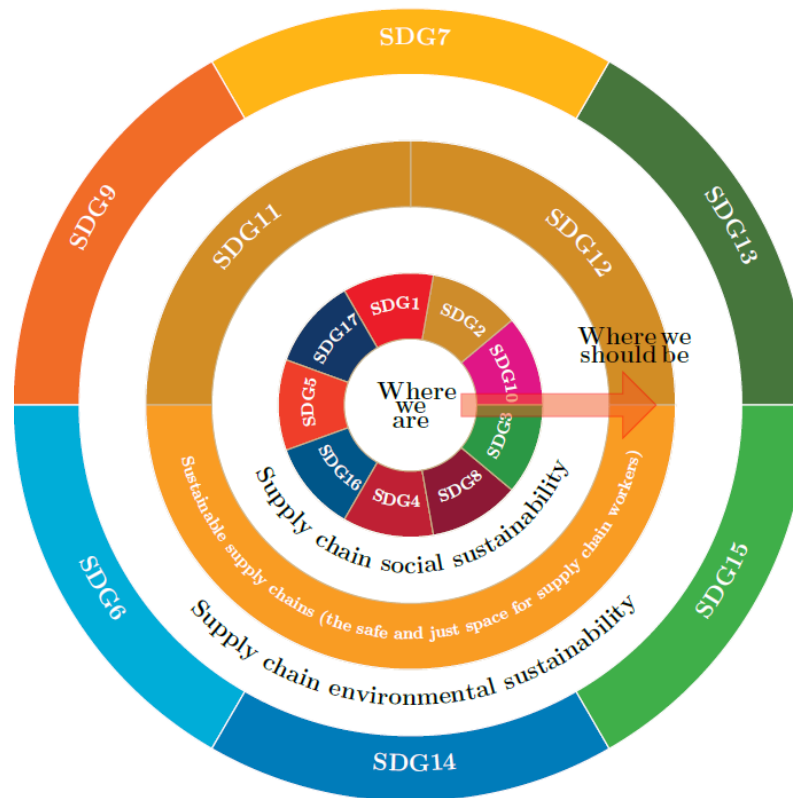 SDG7
SDG9
SDG13
SDG11
SDG12
SDG1
SDG2
SDG17
SDG10
Where we
should be
SDG5
Where
we
are
SDG3
SDG16
SDG4
SDG8
Supply chain social sustainability
Sustainable supply chains (the safe and just space for supply chain workers)
Supply chain environmental sustainability
SDG6
SDG15
SDG14